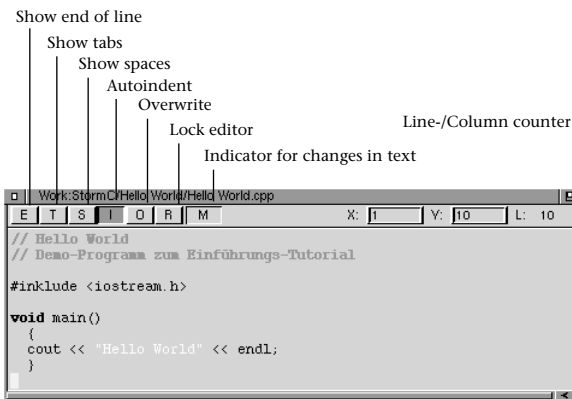 Show end of line
Show tabs
Show spaces
Autoindent
Overwrite
Lock editor
Line-/Column counter
Indicator for changes in text
Work:StormC/Hello World/Hello World.cpp
E T S I O R M X: 1 Y: 10 L: 10
// Hello World
// Demo-Programm zum Einführungs-Tutorial
#inklude <iostream.h>
void main()
{
cout << "Hello World" << endl;
}